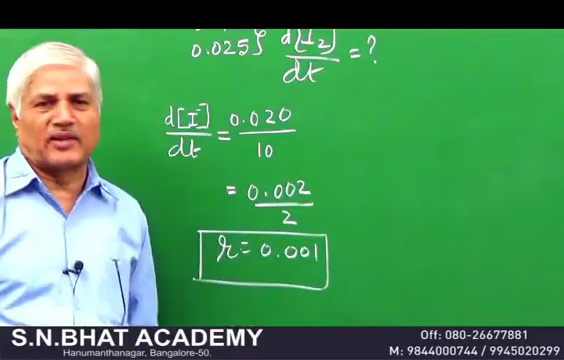 0.025 } d[I2]/dt = ?
d[I⁻]/dt = 0.020/10
= 0.002/2
r = 0.001
S.N.BHAT ACADEMY
Hanumanthanagar, Bangalore-50.
Off: 080-26677881
M: 9844000744 / 9945020299